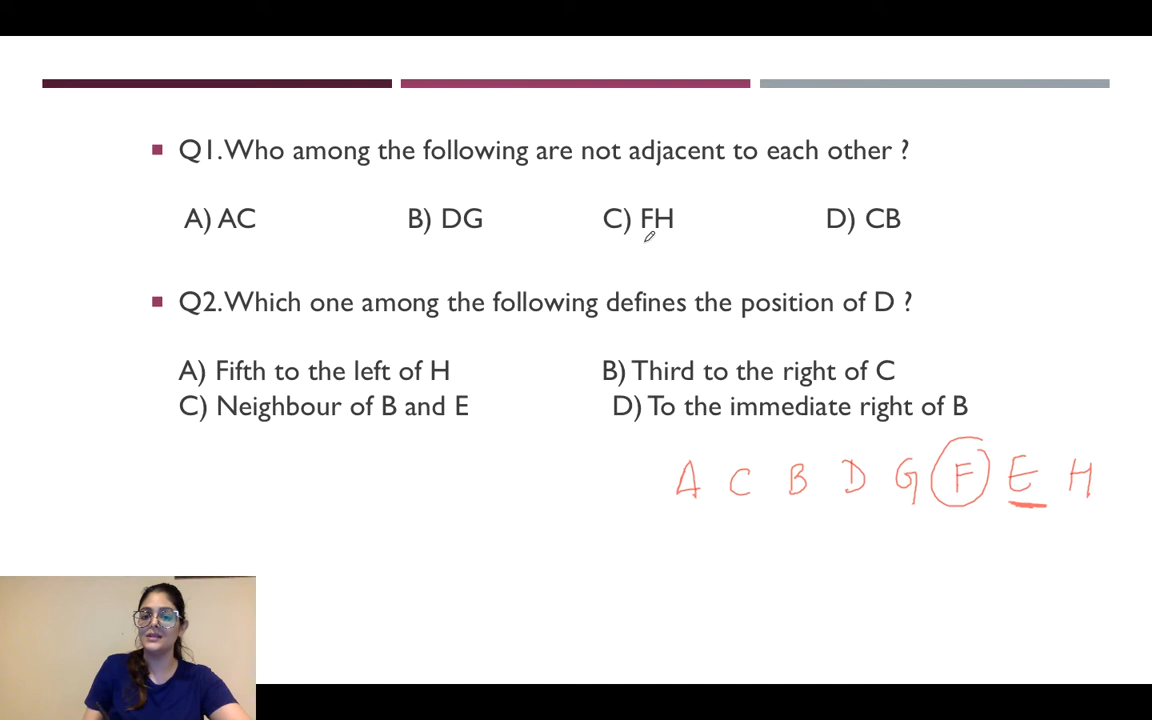 Q1.Who among the following are not adjacent to each other ?
A) AC B) DG C) FH D) CB
Q2.Which one among the following defines the position of D ?
A) Fifth to the left of H B) Third to the right of C
C) Neighbour of B and E D) To the immediate right of B
A C B D G F E H